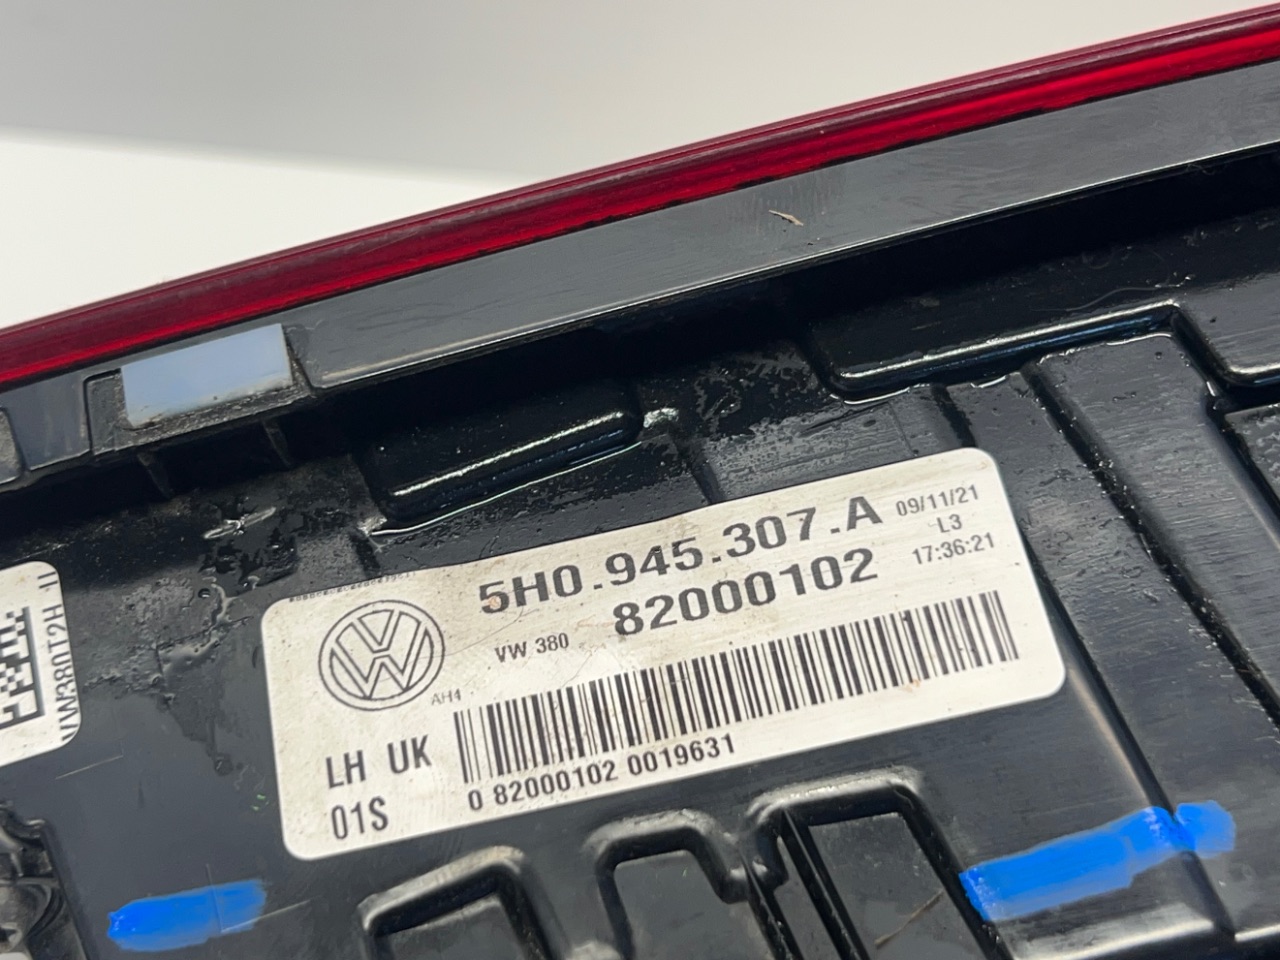 5H0.945.307.A
09/11/21
L3
17:36:21
82000102
VW 380
AH4
LH UK
01S
0 82000102 0019631
VW380T2H